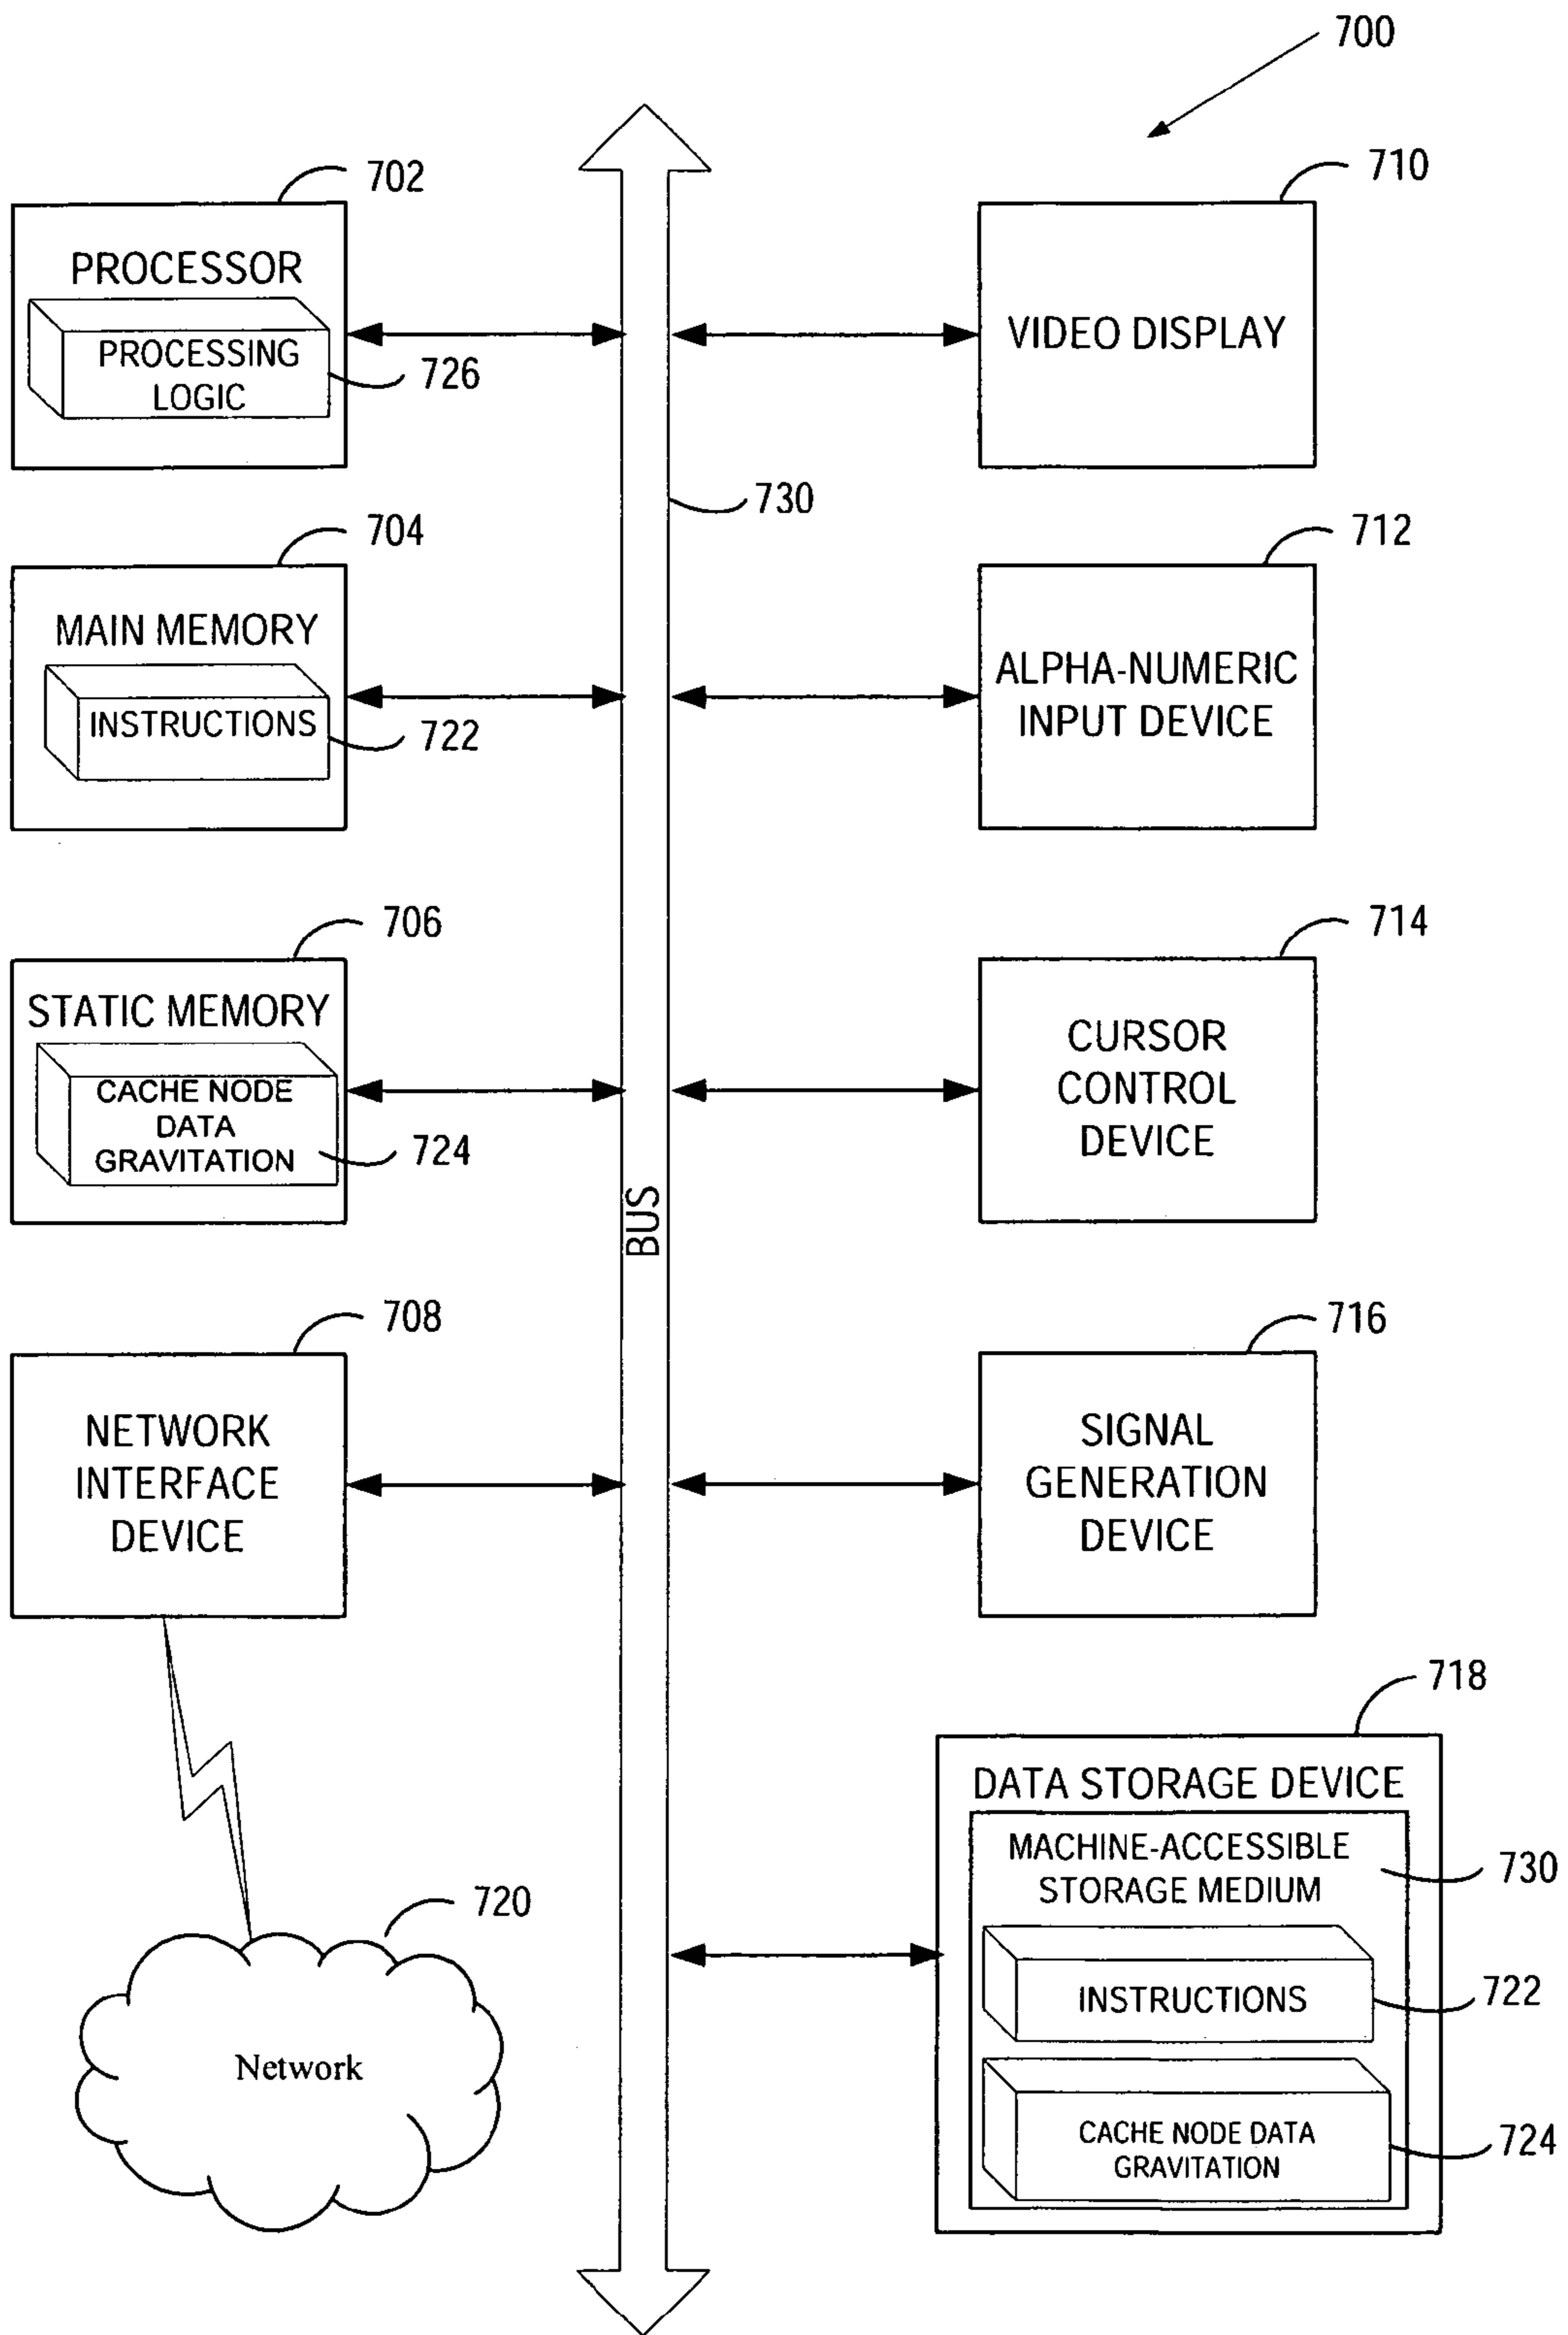 700
702
PROCESSOR
PROCESSING
LOGIC
726
710
VIDEO DISPLAY
730
704
MAIN MEMORY
INSTRUCTIONS
722
712
ALPHA-NUMERIC
INPUT DEVICE
706
STATIC MEMORY
CACHE NODE
DATA
GRAVITATION
724
714
CURSOR
CONTROL
DEVICE
BUS
708
NETWORK
INTERFACE
DEVICE
716
SIGNAL
GENERATION
DEVICE
720
Network
718
DATA STORAGE DEVICE
MACHINE-ACCESSIBLE
STORAGE MEDIUM
730
INSTRUCTIONS
722
CACHE NODE DATA
GRAVITATION
724